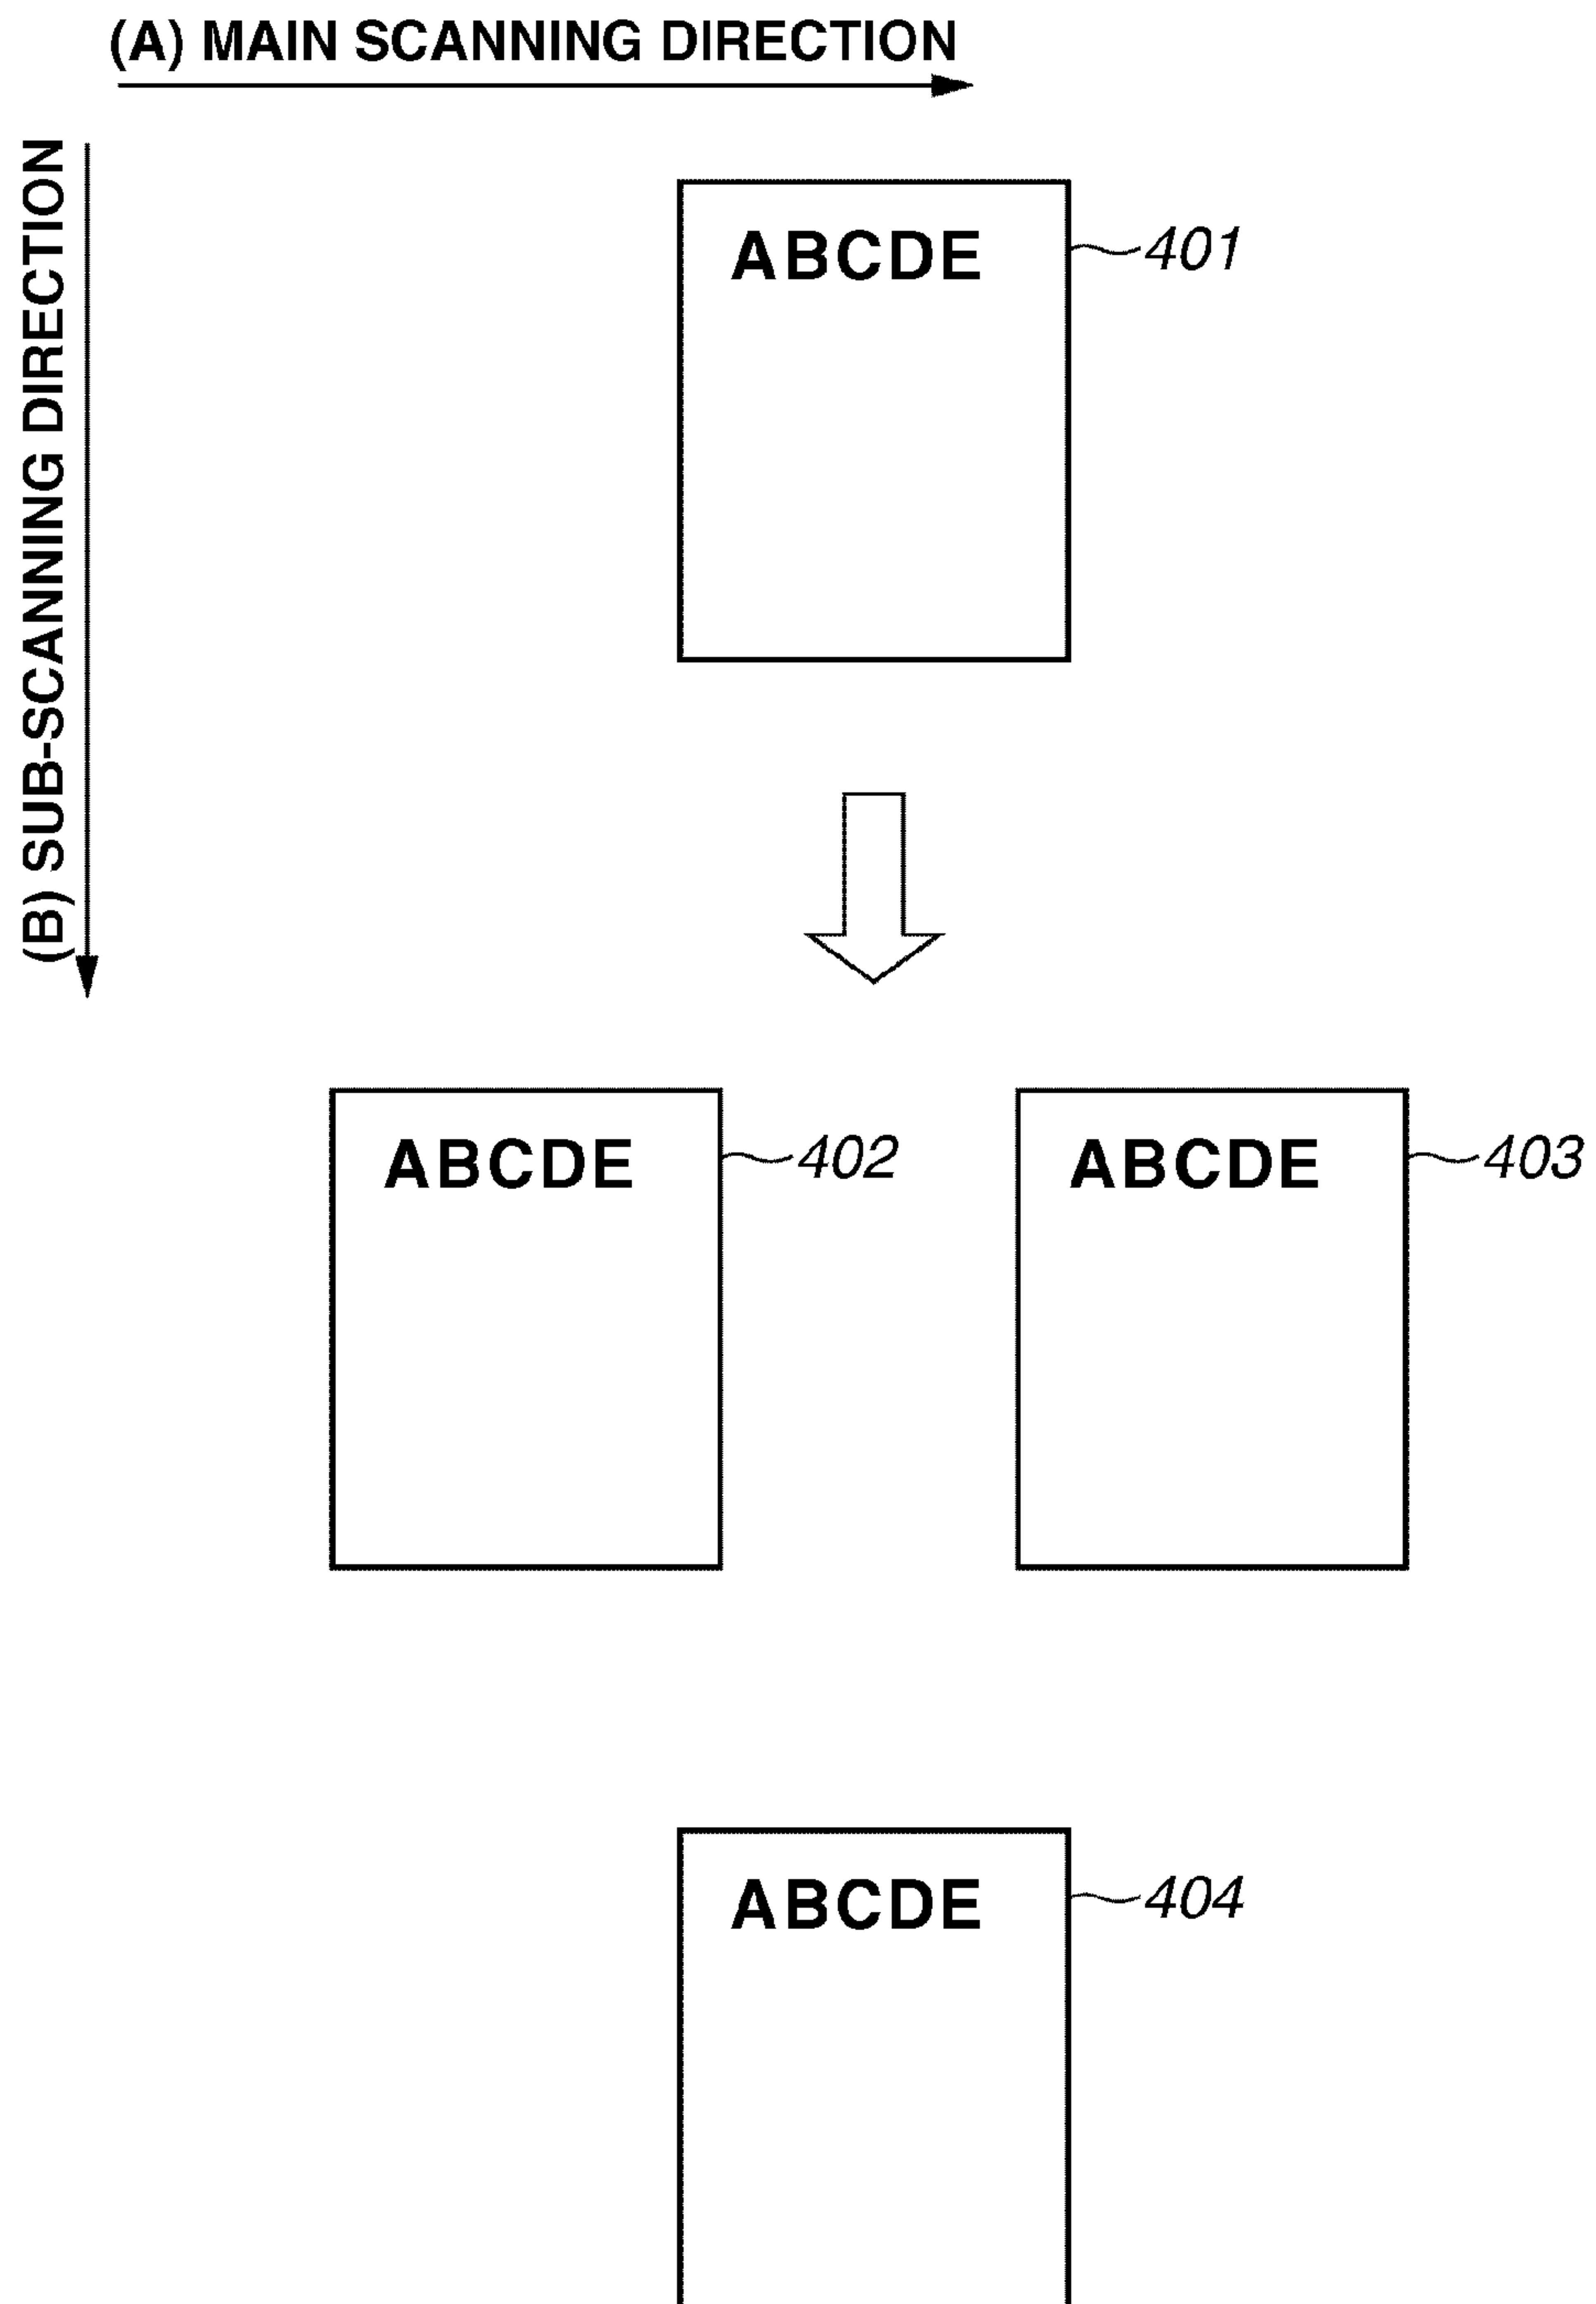 (A) MAIN SCANNING DIRECTION
(B) SUB-SCANNING DIRECTION
ABCDE
401
ABCDE
402
ABCDE
403
ABCDE
404